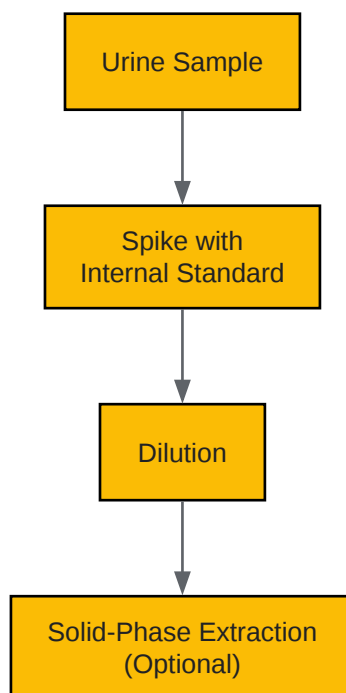 Urine Sample
Spike with
Internal Standard
Dilution
Solid-Phase Extraction
(Optional)